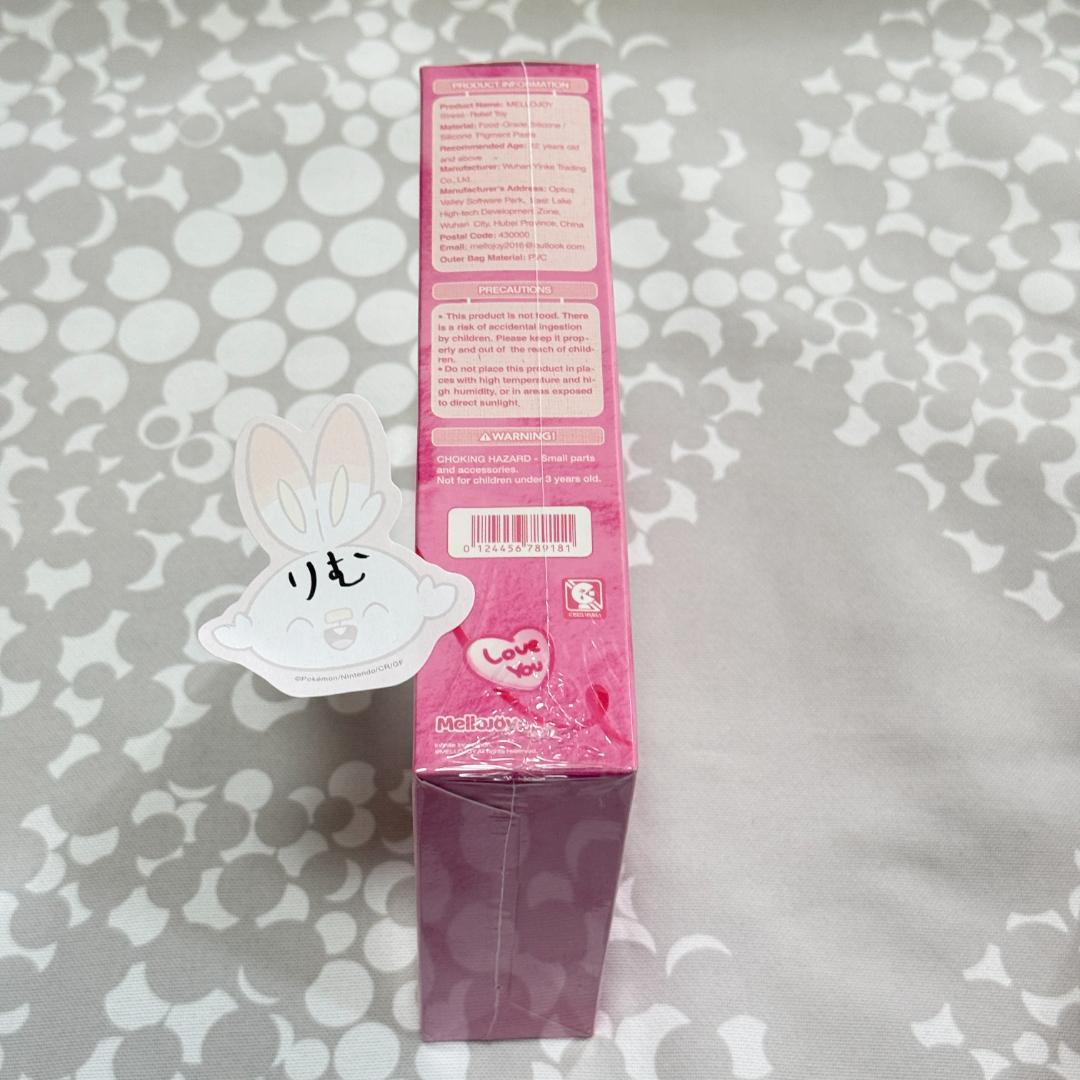 PRODUCT INFORMATION
Product Name: MELLOJOY
Stress-Relief Toy
Material: Food-Grade Silicone /
Silicone Pigment Paste
Recommended Age: 12 years old
and above
Manufacturer: Wuhan Yinke Trading
Co., Ltd.
Manufacturer's Address: Optics
Valley Software Park, East Lake
High-tech Development Zone,
Wuhan City, Hubei Province, China
Postal Code: 430000
Email: mellojoy2016@outlook.com
Outer Bag Material: PVC
PRECAUTIONS
• This product is not food. There
is a risk of accidental ingestion
by children. Please keep it prop-
erly and out of the reach of child-
ren.
• Do not place this product in pla-
ces with high temperature and hi-
gh humidity, or in areas exposed
to direct sunlight.
⚠WARNING!
CHOKING HAZARD - Small parts
and accessories.
Not for children under 3 years old.
0 124456 789181
りむ
©Pokémon/Nintendo/CR/GF
Love
You
MelloJoy
©MELLOJOY All rights reserved.